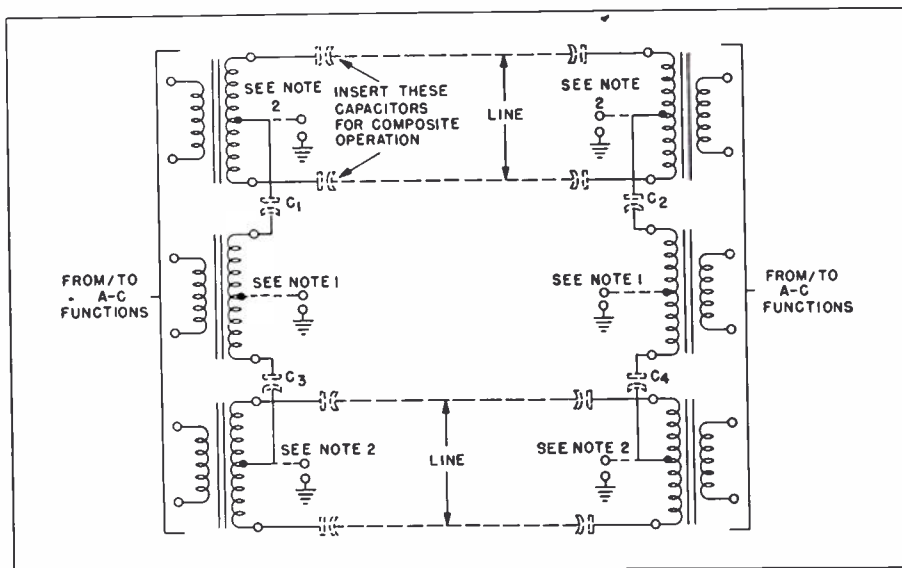 SEE NOTE
2
INSERT THESE
CAPACITORS
FOR COMPOSITE
OPERATION
LINE
SEE NOTE
2
C1
C2
FROM/TO
A-C
FUNCTIONS
SEE NOTE 1
SEE NOTE 1
FROM/TO
A-C
FUNCTIONS
C3
C4
SEE NOTE 2
LINE
SEE NOTE 2